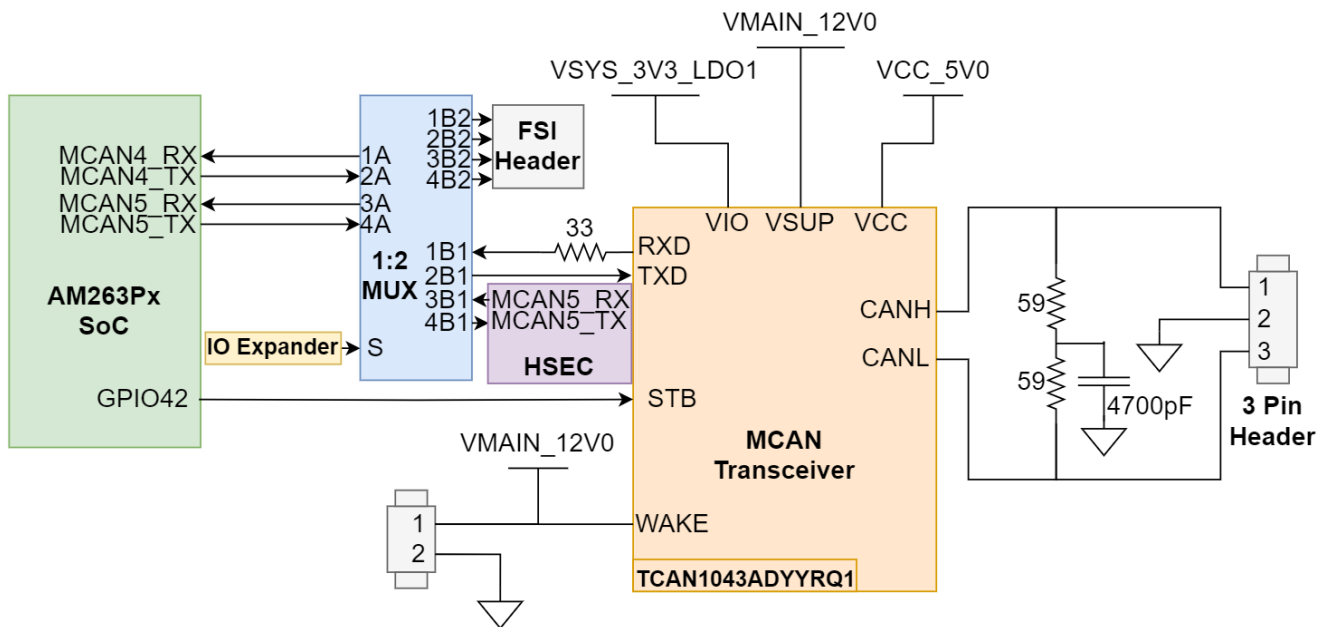 VMAIN_12V0
VSYS_3V3_LDO1
VCC_5V0
MCAN4_RX
MCAN4_TX
MCAN5_RX
MCAN5_TX
AM263Px
SoC
GPIO42
IO Expander
1A
2A
3A
4A
1B2
2B2
3B2
4B2
1:2
MUX
1B1
2B1
3B1
4B1
S
FSI
Header
33
MCAN5_RX
MCAN5_TX
HSEC
VIO
VSUP
VCC
RXD
TXD
CANH
CANL
STB
MCAN
Transceiver
WAKE
TCAN1043ADYYRQ1
VMAIN_12V0
1
2
59
59
4700pF
1
2
3
3 Pin
Header